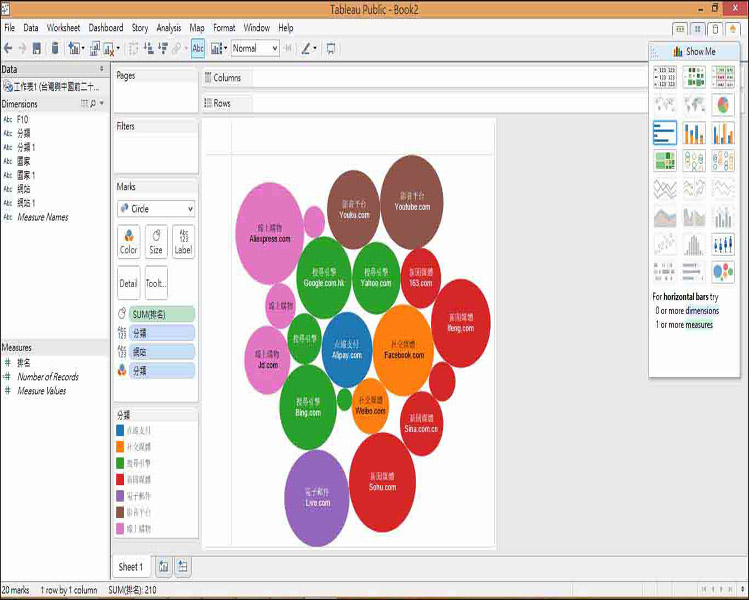 Tableau Public - Book2
File Data Worksheet Dashboard Story Analysis Map Format Window Help
Abc Normal
Data
工作表1 (台灣與中國前二十...
Dimensions
Abc F10
Abc 分類
Abc 分類 1
Abc 國家
Abc 國家 1
Abc 網站
Abc 網站 1
Abc Measure Names
Measures
# 排名
# Number of Records
# Measure Values
Pages
Filters
Marks
Circle
Color Size Label
Abc
123
Detail Toolt...
SUM(排名)
Abc
123 分類
Abc
123 網站
分類
分類
在線支付
社交媒體
搜尋引擎
新聞媒體
電子郵件
影音平台
線上購物
Columns
Rows
影音平台
Youtube.com
影音平台
Youku.com
線上購物
Aliexpress.com
搜尋引擎
Google.com.hk
搜尋引擎
Yahoo.com
新聞媒體
163.com
線上購物
新聞媒體
Ifeng.com
搜尋引擎
在線支付
Alipay.com
社交媒體
Facebook.com
線上購物
Jd.com
搜尋引擎
Bing.com
社交媒體
Weibo.com
新聞媒體
Sina.com.cn
新聞媒體
Sohu.com
電子郵件
Live.com
Show Me
For horizontal bars try
0 or more dimensions
1 or more measures
Sheet 1
20 marks 1 row by 1 column SUM(排名): 210